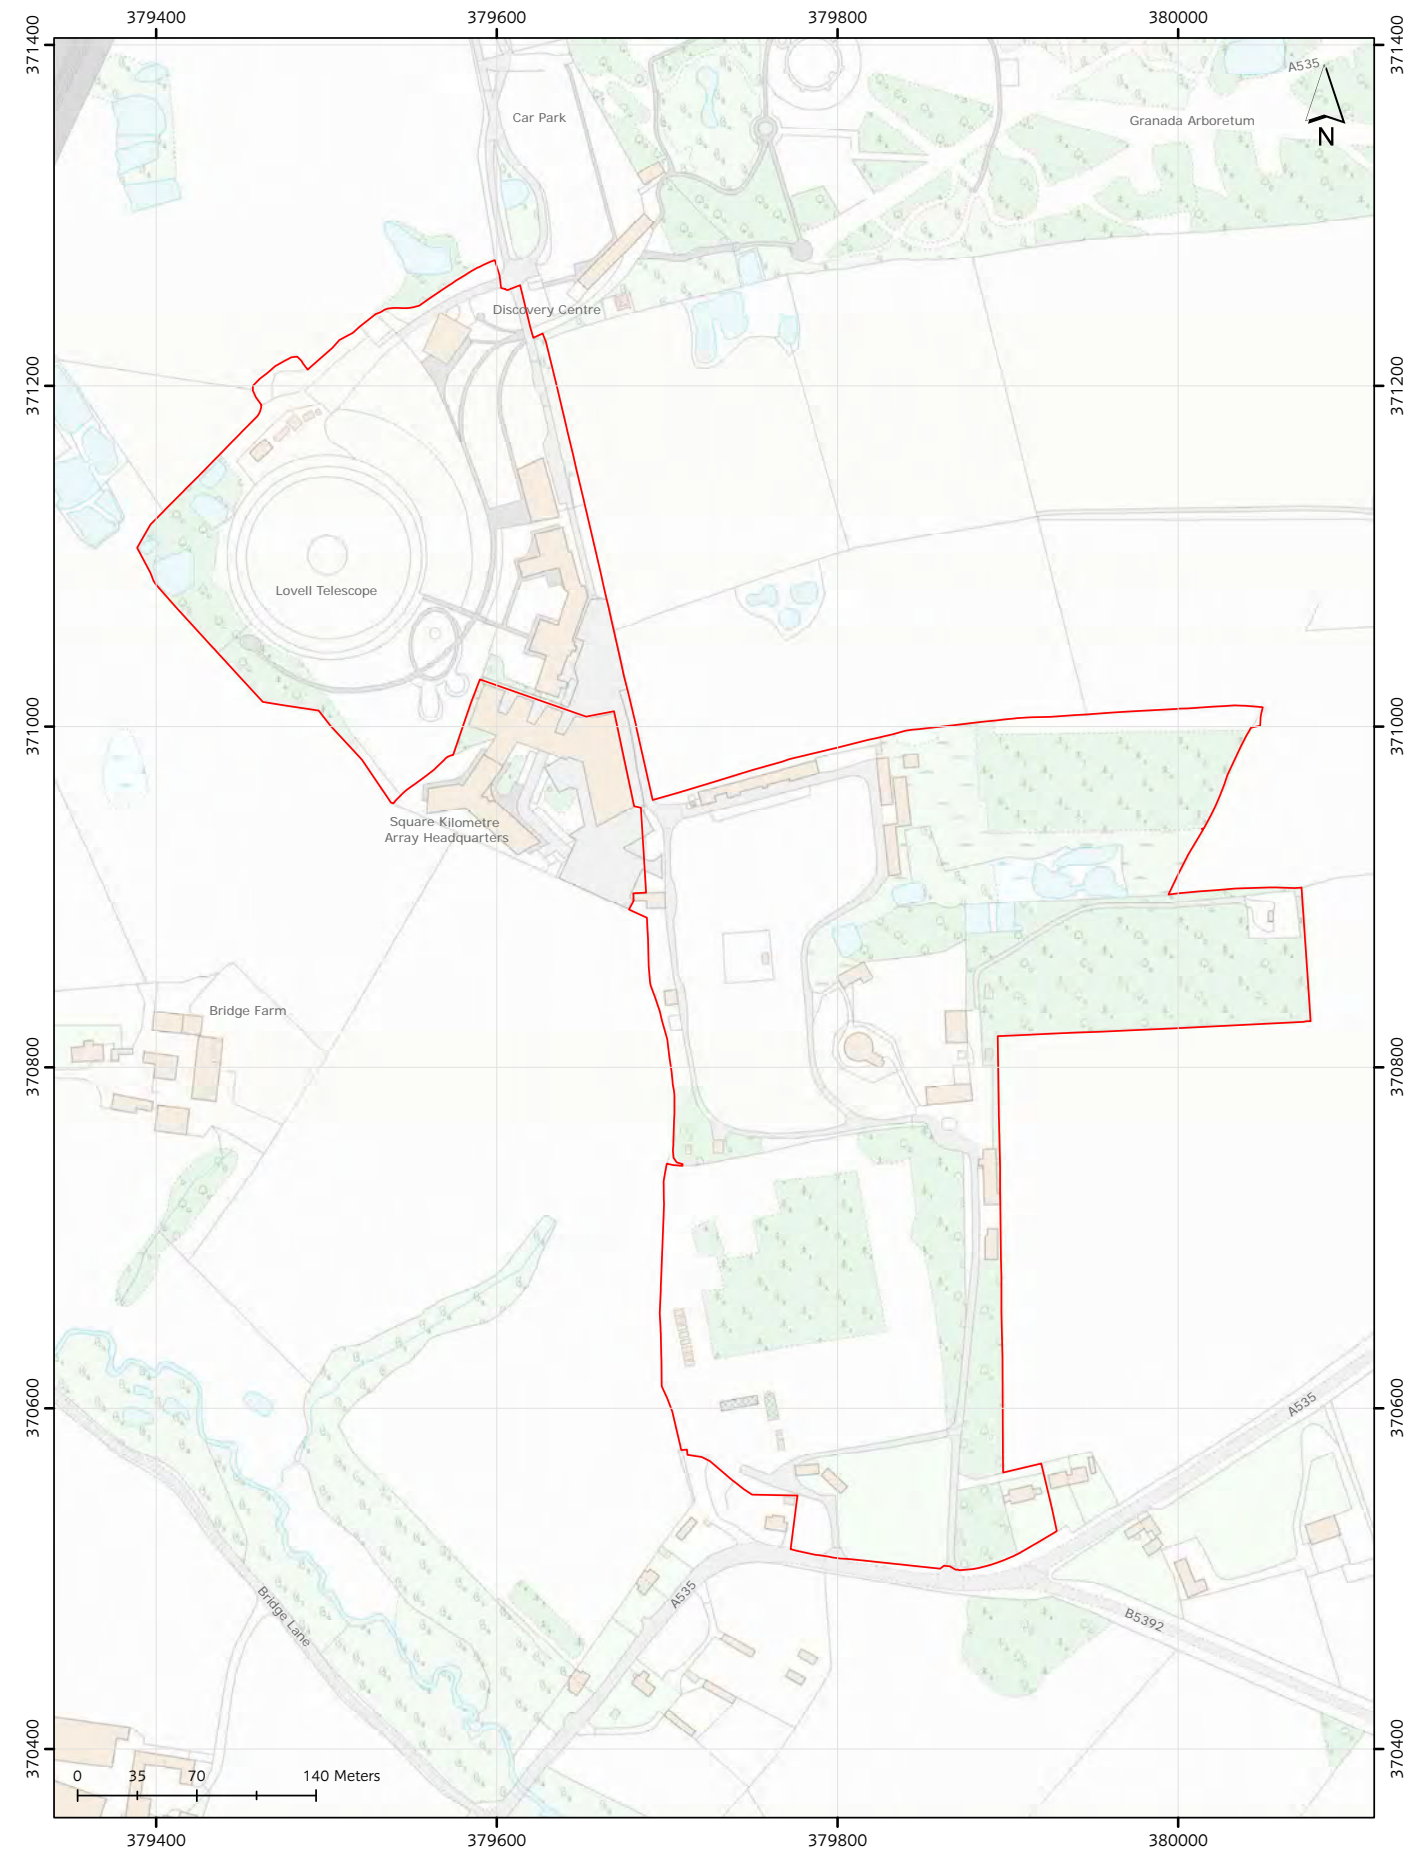 379400
379600
379800
380000
371400
371400
A535
Car Park
Granada Arboretum
N
Discovery Centre
371200
371200
Lovell Telescope
371000
371000
Square Kilometre
Array Headquarters
Bridge Farm
370800
370800
370600
370600
A535
A535
Bridge Lane
B5392
370400
370400
0
35
70
140 Meters
379400
379600
379800
380000